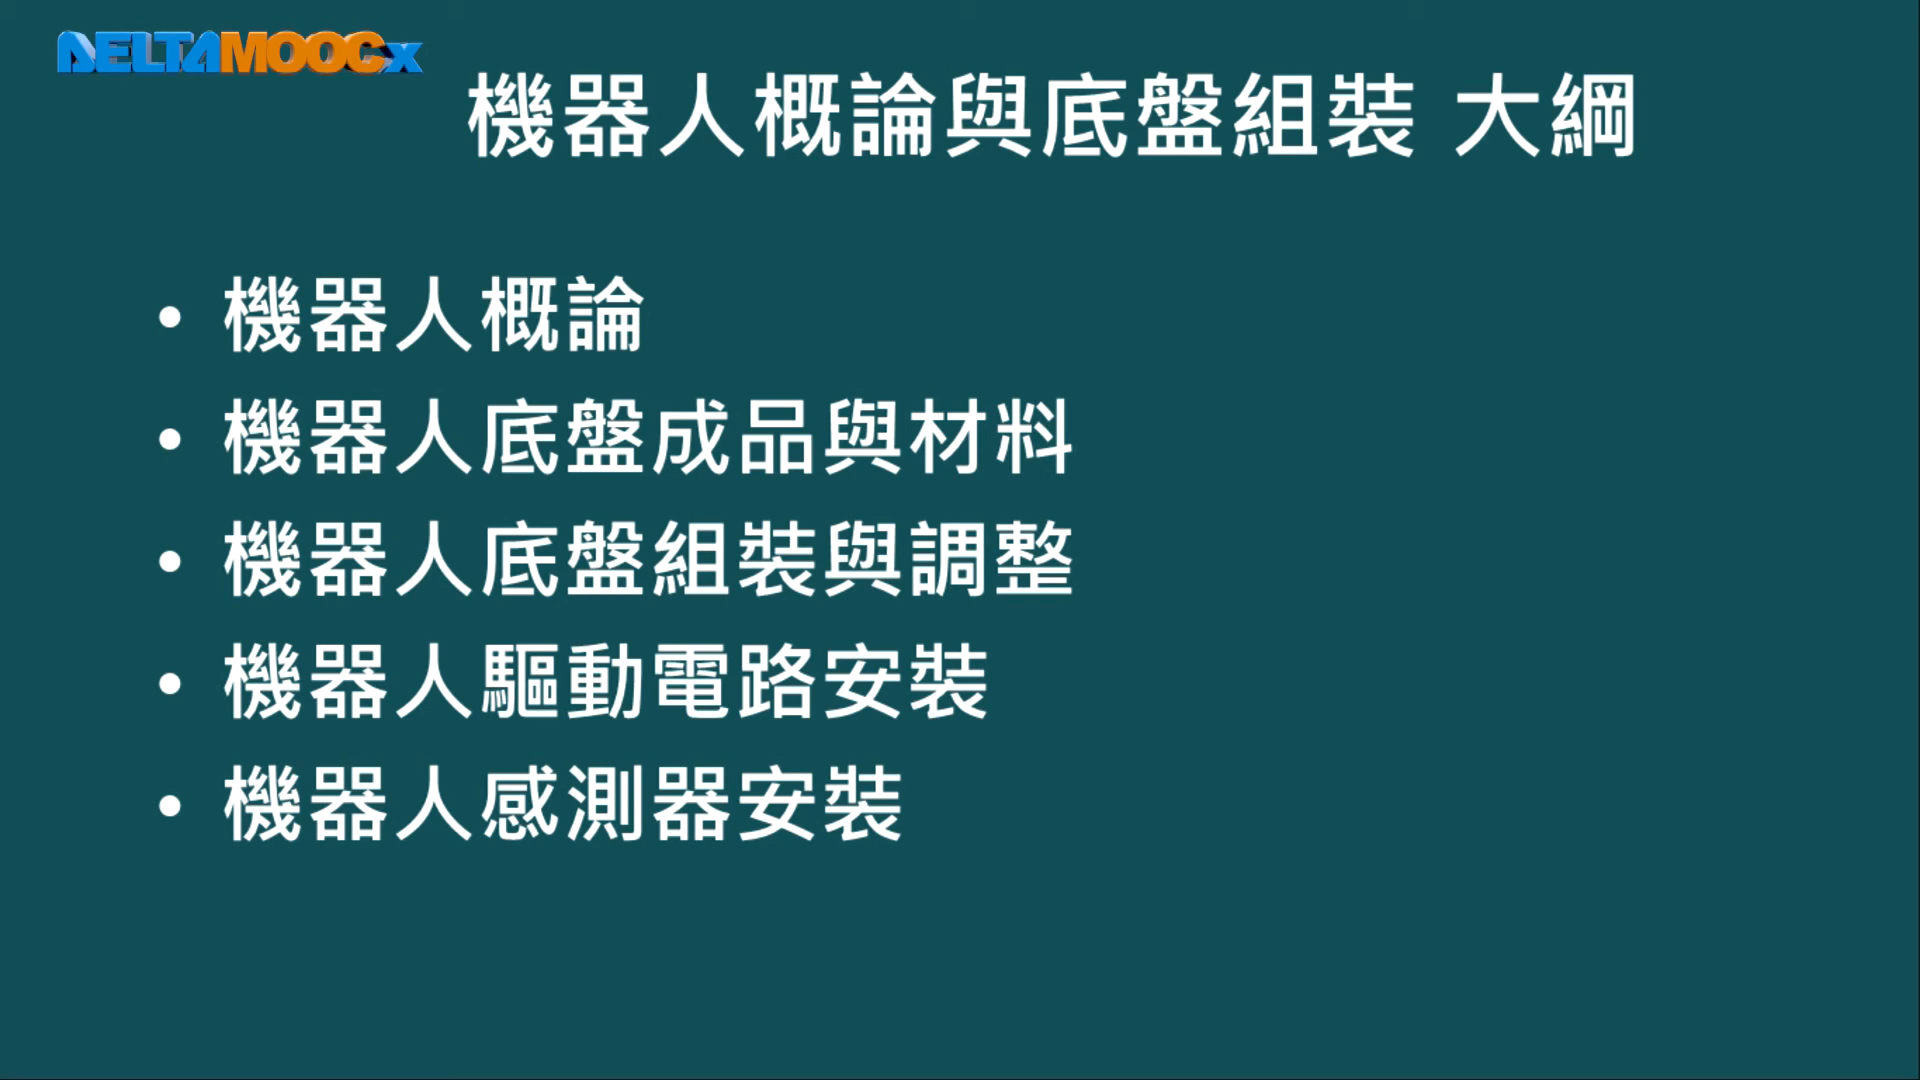 DELTAMOOCx
機器人概論與底盤組裝 大綱
• 機器人概論
• 機器人底盤成品與材料
• 機器人底盤組裝與調整
• 機器人驅動電路安裝
• 機器人感測器安裝